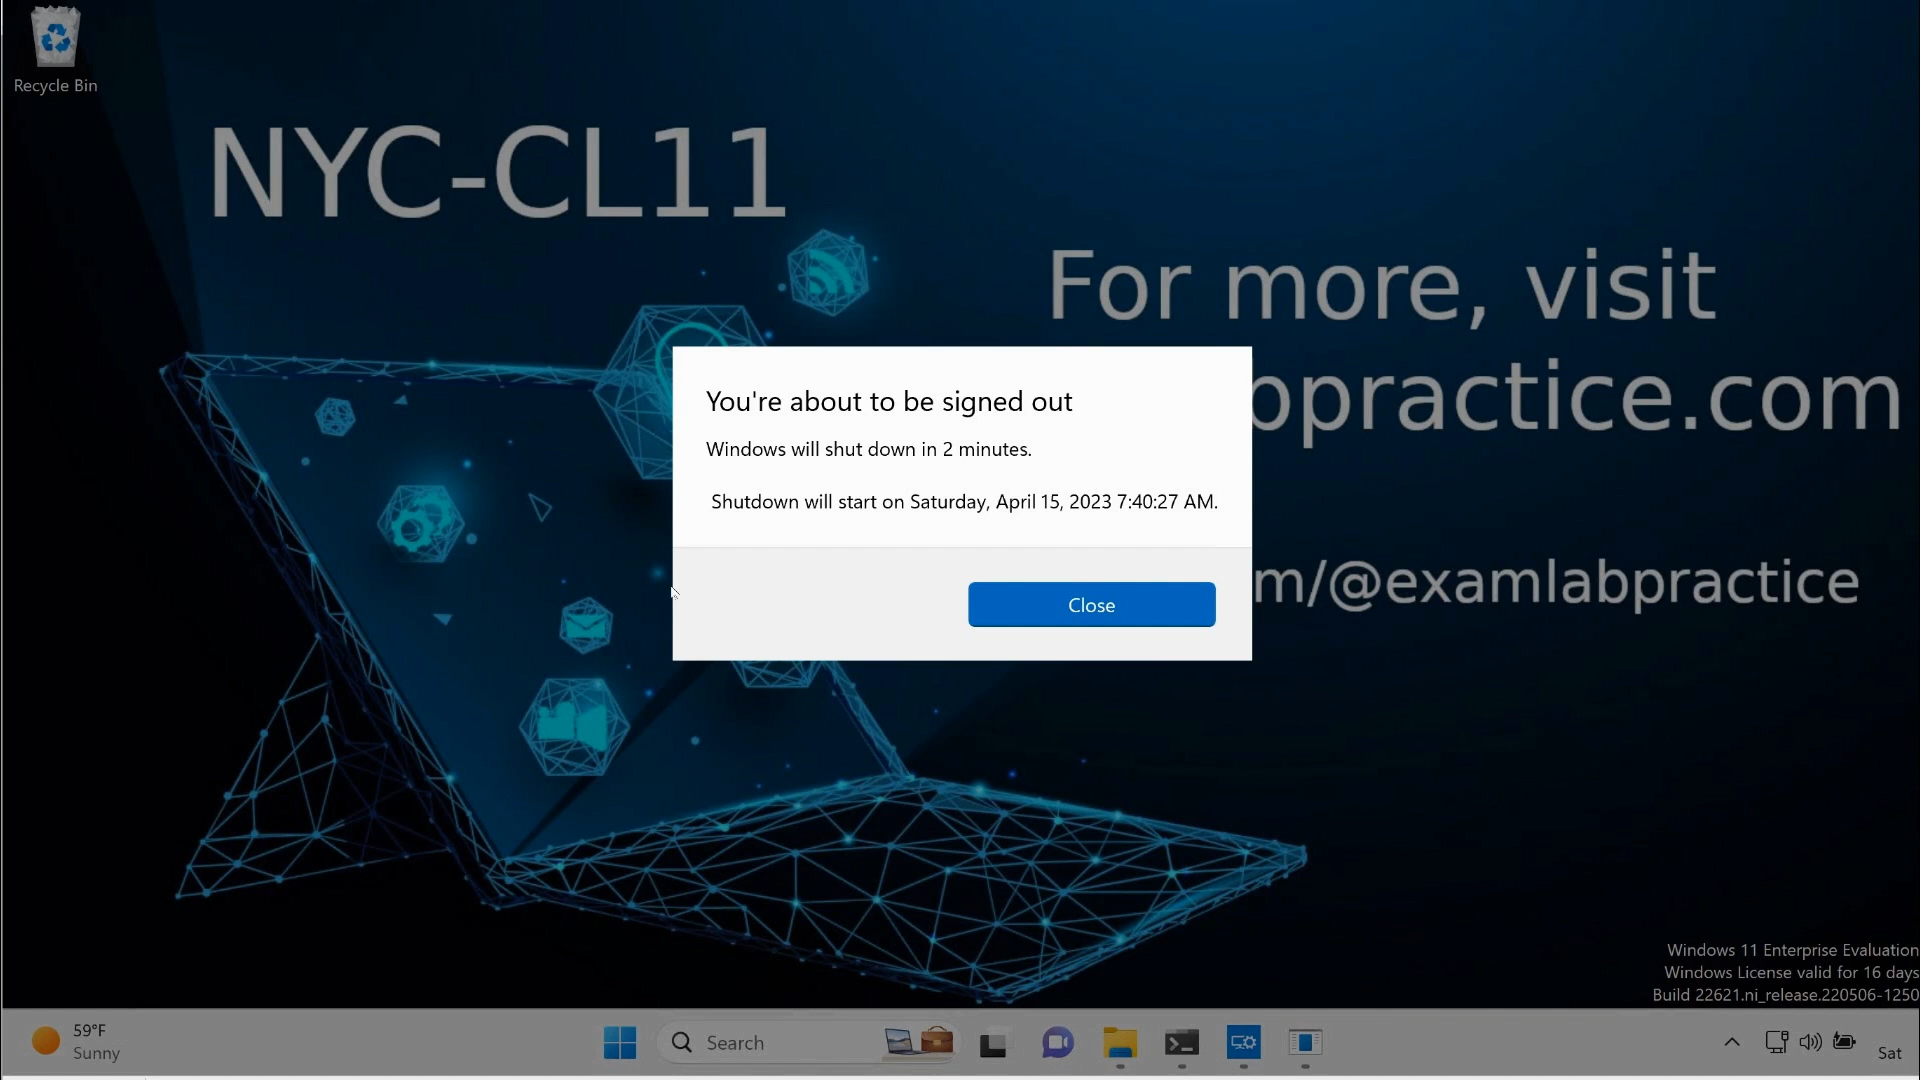 Recycle Bin
NYC-CL11
For more, visit
bpractice.com
m/@examlabpractice
You're about to be signed out
Windows will shut down in 2 minutes.
Shutdown will start on Saturday, April 15, 2023 7:40:27 AM.
Close
Windows 11 Enterprise Evaluation
Windows License valid for 16 days
Build 22621.ni_release.220506-1250
59°F
Sunny
Search
Sat